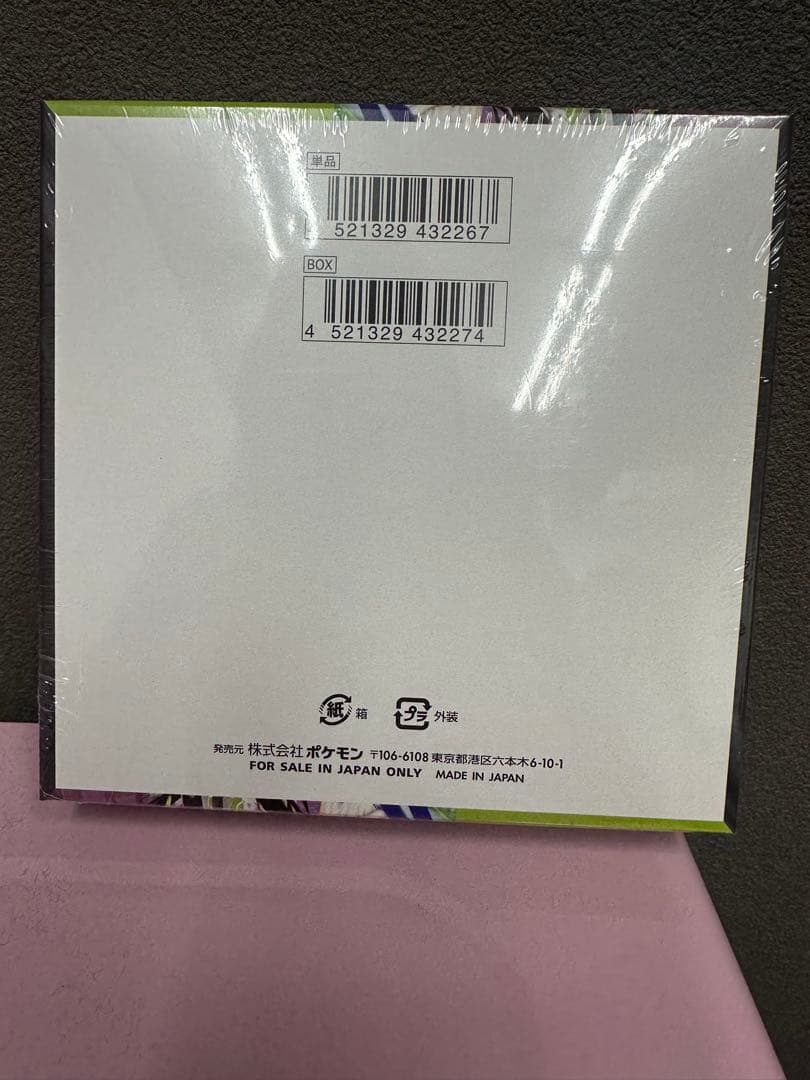 単品
521329 432267
BOX
4 521329 432274
紙 箱 プラ 外装
発売元 株式会社 ポケモン 〒106-6108 東京都港区六本木6-10-1
FOR SALE IN JAPAN ONLY MADE IN JAPAN